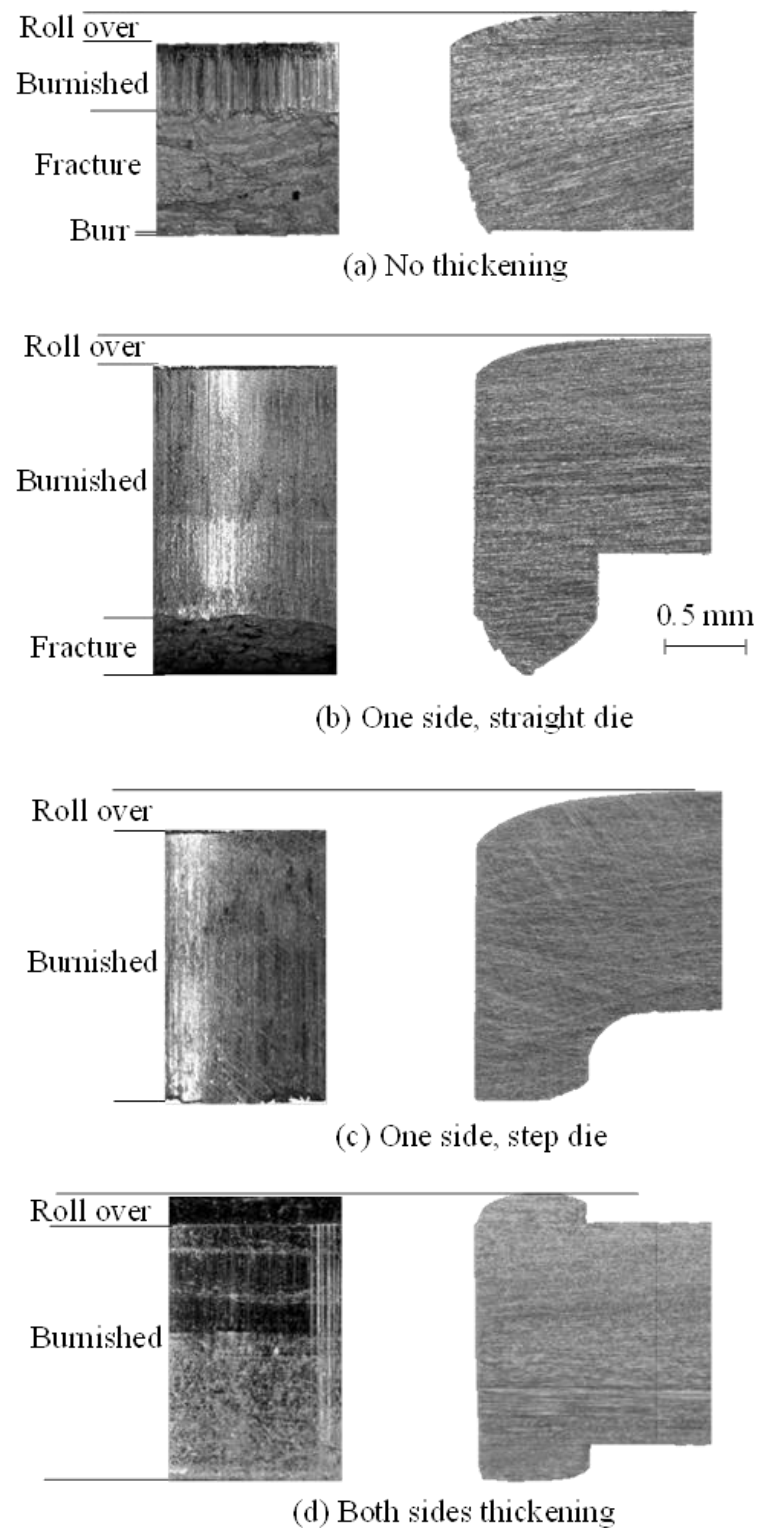 Roll over
Burnished
Fracture
Burr
(a) No thickening
Roll over
Burnished
Fracture
0.5 mm
(b) One side, straight die
Roll over
Burnished
(c) One side, step die
Roll over
Burnished
(d) Both sides thickening